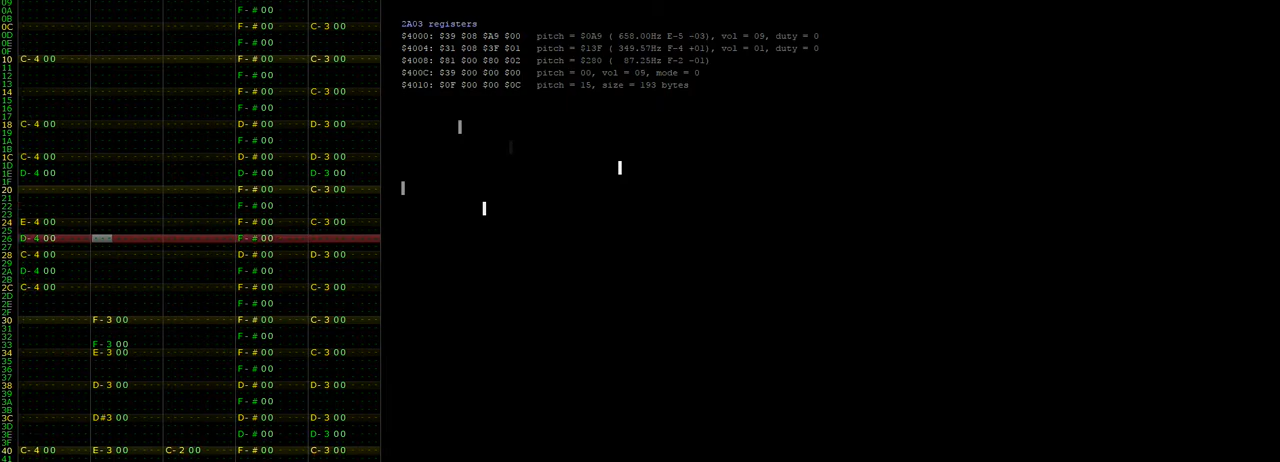 09
0A F-# 00
0B
0C F-# 00 C-3 00
0D
0E F-# 00
0F
10 C-4 00 F-# 00 C-3 00
11
12 F-# 00
13
14 F-# 00 C-3 00
15
16 F-# 00
17
18 C-4 00 D-# 00 D-3 00
19
1A F-# 00
1B
1C C-4 00 D-# 00 D-3 00
1D
1E D-4 00 D-# 00 D-3 00
1F
20 F-# 00 C-3 00
21
22 F-# 00
23
24 E-4 00 F-# 00 C-3 00
25
26 D-4 00 --- F-# 00
27
28 C-4 00 D-# 00 D-3 00
29
2A D-4 00 F-# 00
2B
2C C-4 00 F-# 00 C-3 00
2D
2E F-# 00
2F
30 F-3 00 F-# 00 C-3 00
31
32 F-# 00
33 F-3 00
34 E-3 00 F-# 00 C-3 00
35
36 F-# 00
37
38 D-3 00 D-# 00 D-3 00
39
3A F-# 00
3B
3C D#3 00 D-# 00 D-3 00
3D
3E D-# 00 D-3 00
3F
40 C-4 00 E-3 00 C-2 00 F-# 00 C-3 00
41
2A03 registers
$4000: $39 $08 $A9 $00 pitch = $0A9 ( 658.00Hz E-5 -03), vol = 09, duty = 0
$4004: $31 $08 $3F $01 pitch = $13F ( 349.57Hz F-4 +01), vol = 01, duty = 0
$4008: $81 $00 $80 $02 pitch = $280 (  87.25Hz F-2 -01)
$400C: $39 $00 $00 $00 pitch = 00, vol = 09, mode = 0
$4010: $0F $00 $00 $0C pitch = 15, size = 193 bytes